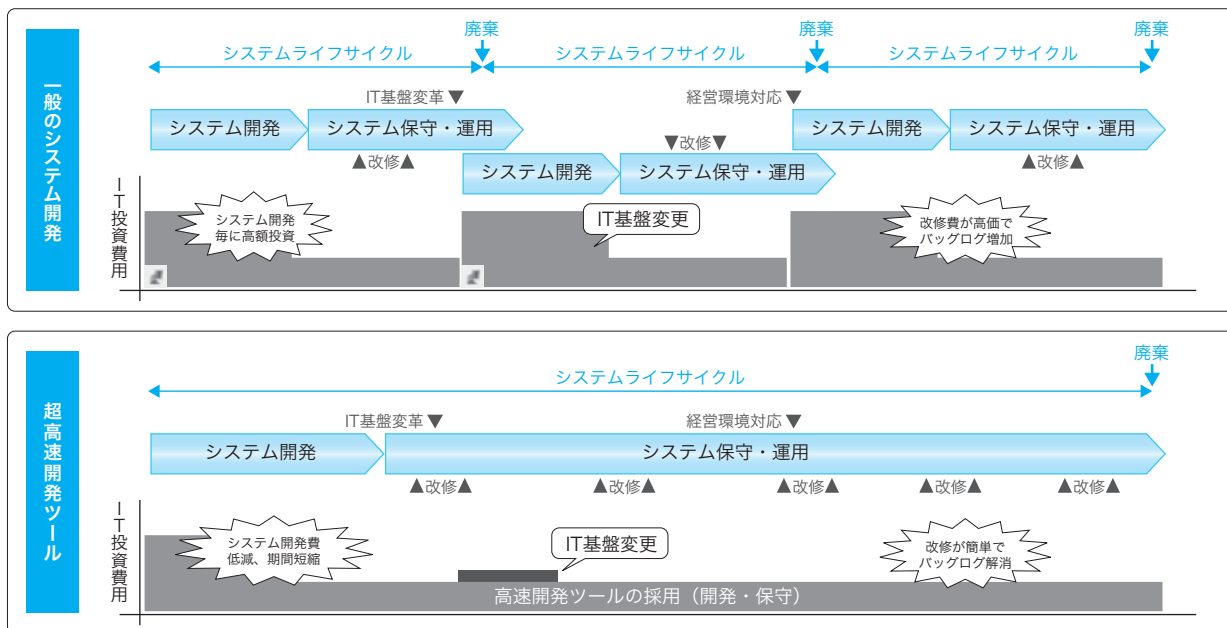 一般のシステム開発
廃棄
廃棄
廃棄
システムライフサイクル
システムライフサイクル
システムライフサイクル
IT基盤変革▼
経営環境対応▼
システム開発
システム保守・運用
システム開発
システム保守・運用
▲改修▲
▼改修▼
▲改修▲
システム開発
システム保守・運用
IT投資費用
システム開発
毎に高額投資
IT基盤変更
改修費が高価で
バッグログ増加
超高速開発ツール
廃棄
システムライフサイクル
IT基盤変革▼
経営環境対応▼
システム開発
システム保守・運用
▲改修▲
▲改修▲
▲改修▲
▲改修▲
▲改修▲
IT投資費用
システム開発費
低減、期間短縮
IT基盤変更
改修が簡単で
バッグログ解消
高速開発ツールの採用（開発・保守）